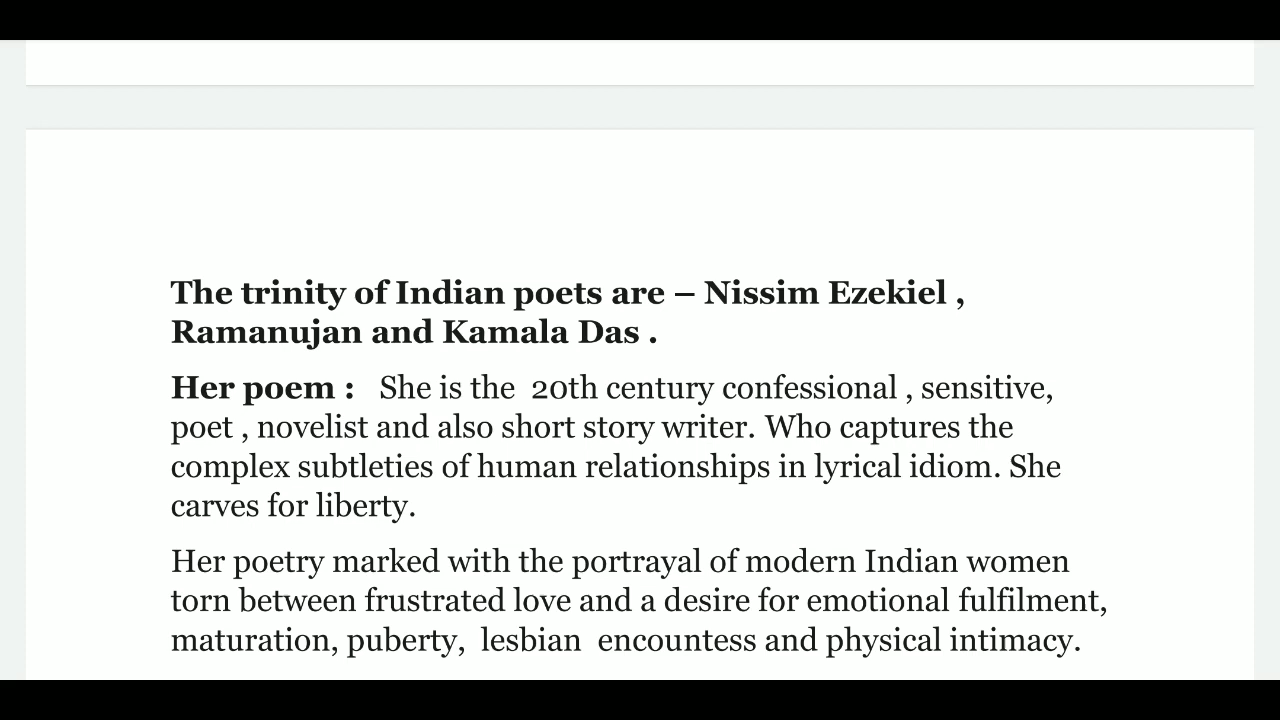 The trinity of Indian poets are – Nissim Ezekiel ,
Ramanujan and Kamala Das .
Her poem : She is the 20th century confessional , sensitive,
poet , novelist and also short story writer. Who captures the
complex subtleties of human relationships in lyrical idiom. She
carves for liberty.
Her poetry marked with the portrayal of modern Indian women
torn between frustrated love and a desire for emotional fulfilment,
maturation, puberty, lesbian encountess and physical intimacy.